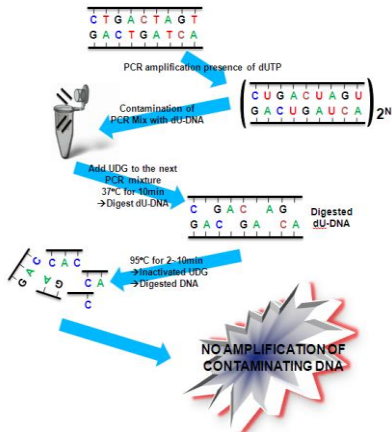 C T G A C T A G T
G A C T G A T C A
PCR amplification presence of dUTP
C U G A C U A G U
G A C U G A U C A
2N
Contamination of
PCR Mix with dU-DNA
Add UDG to the next
PCR mixture
37°C for 10min
→Digest dU-DNA
C G A C A G
G A C G A C A
Digested
dU-DNA
95°C for 2~10min
→Inactivated UDG
→Digested DNA
G A C C A C
G A A G
C A
C
NO AMPLIFICATION OF
CONTAMINATING DNA